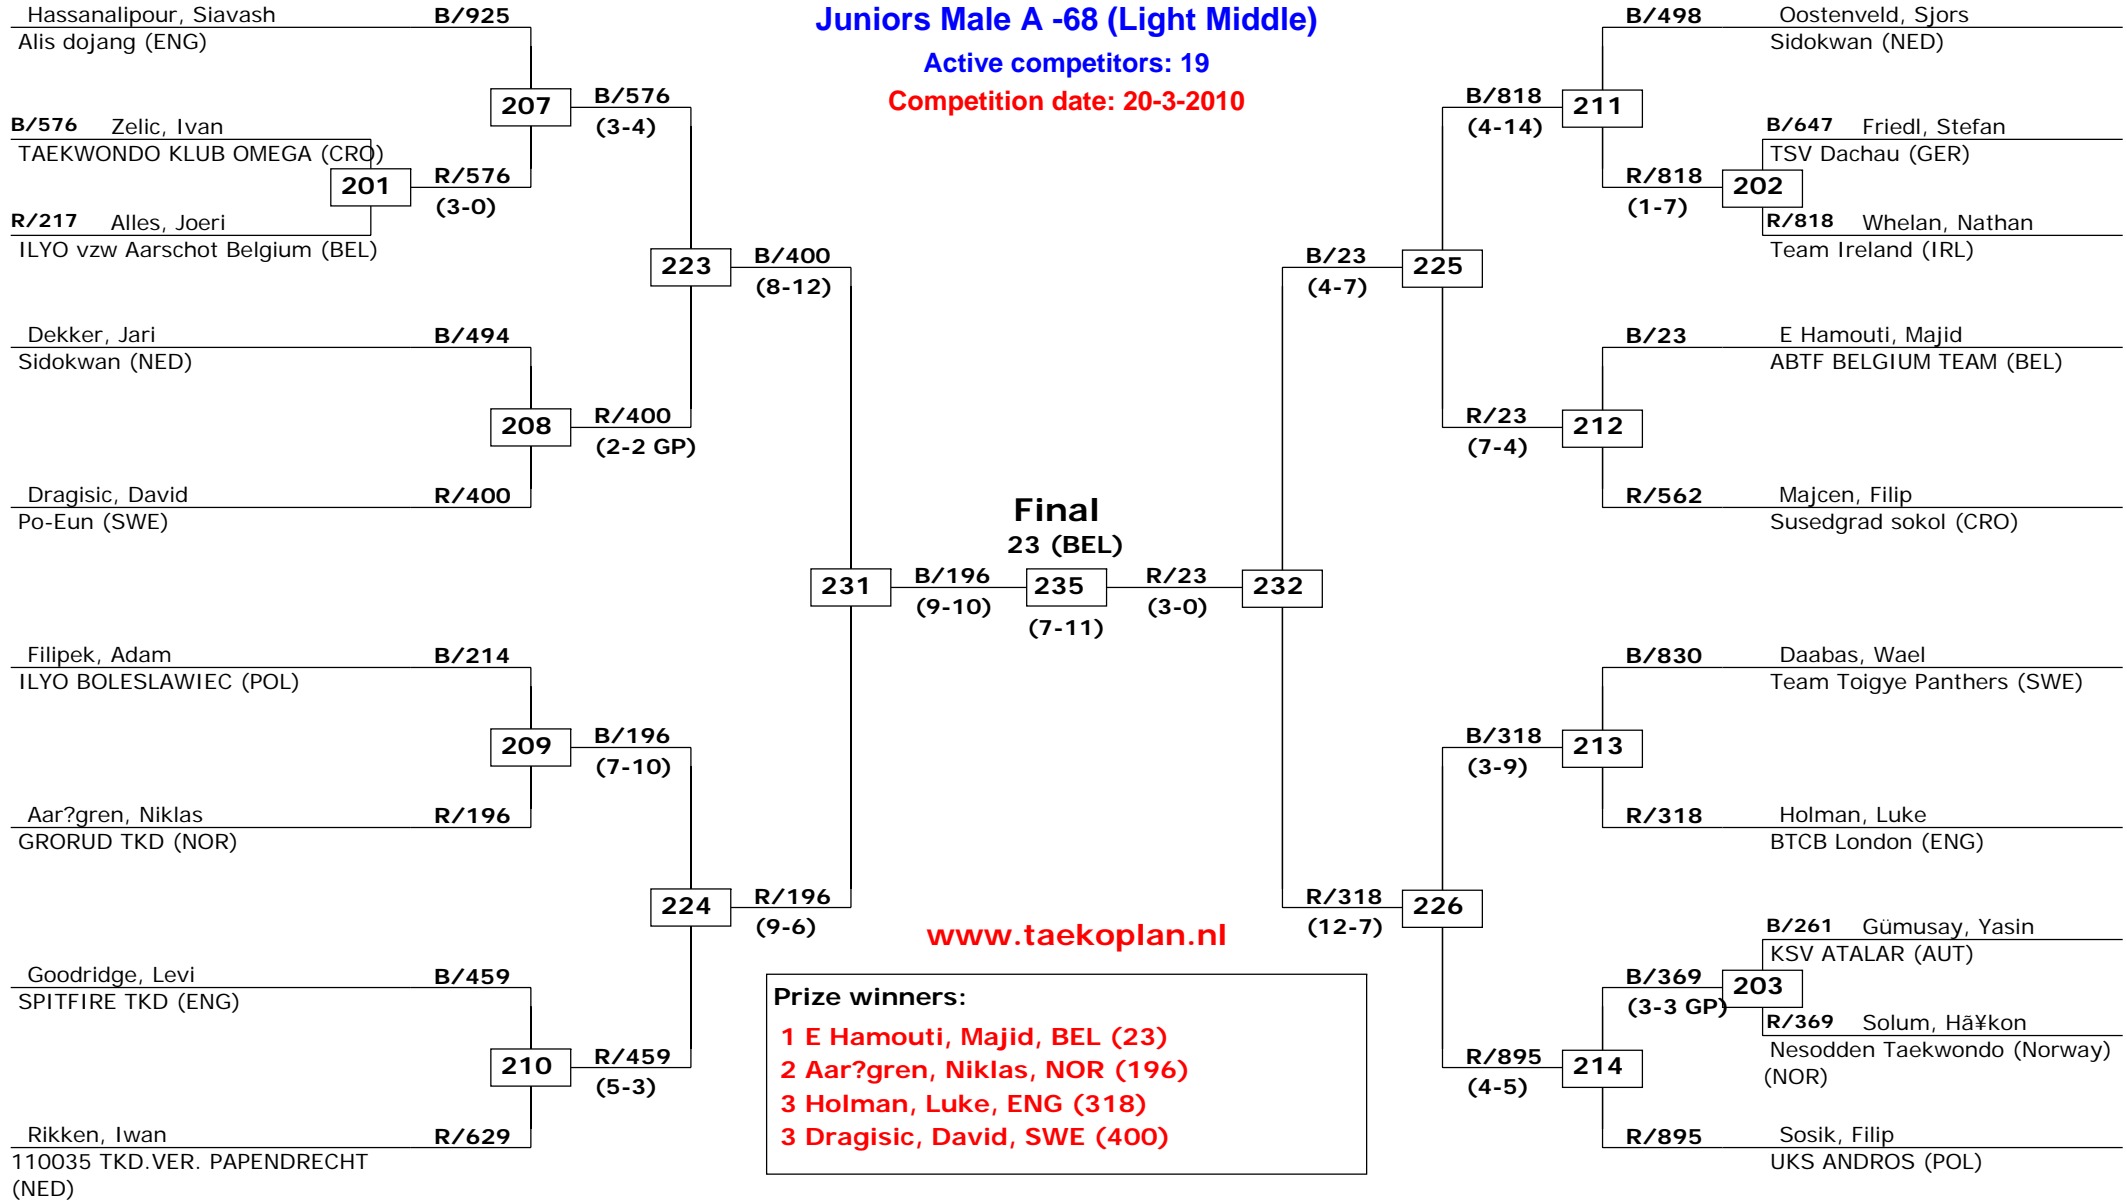 Juniors Male A -68 (Light Middle)
Active competitors: 19
Competition date: 20-3-2010
Hassanalipour, Siavash B/925
Alis dojang (ENG)
207
B/576
(3-4)
B/576 Zelic, Ivan
TAEKWONDO KLUB OMEGA (CRO)
201
R/576
(3-0)
R/217 Alles, Joeri
ILYO vzw Aarschot Belgium (BEL)
223
B/400
(8-12)
Dekker, Jari B/494
Sidokwan (NED)
208
R/400
(2-2 GP)
Dragisic, David R/400
Po-Eun (SWE)
231
B/196
(9-10)
Filipek, Adam B/214
ILYO BOLESLAWIEC (POL)
209
B/196
(7-10)
Aar?gren, Niklas R/196
GRORUD TKD (NOR)
224
R/196
(9-6)
Goodridge, Levi B/459
SPITFIRE TKD (ENG)
210
R/459
(5-3)
Rikken, Iwan R/629
110035 TKD.VER. PAPENDRECHT
(NED)
Final
23 (BEL)
235
(7-11)
R/23
(3-0)
232
B/498 Oostenveld, Sjors
Sidokwan (NED)
B/818
(4-14)
211
B/647 Friedl, Stefan
TSV Dachau (GER)
R/818
(1-7)
202
R/818 Whelan, Nathan
Team Ireland (IRL)
B/23
(4-7)
225
B/23 E Hamouti, Majid
ABTF BELGIUM TEAM (BEL)
R/23
(7-4)
212
R/562 Majcen, Filip
Susedgrad sokol (CRO)
B/830 Daabas, Wael
Team Toigye Panthers (SWE)
B/318
(3-9)
213
R/318 Holman, Luke
BTCB London (ENG)
R/318
(12-7)
226
B/261 Gümusay, Yasin
KSV ATALAR (AUT)
B/369
(3-3 GP)
203
R/369 Solum, Hã¥kon
Nesodden Taekwondo (Norway)
(NOR)
R/895
(4-5)
214
R/895 Sosik, Filip
UKS ANDROS (POL)
www.taekoplan.nl
Prize winners:
1 E Hamouti, Majid, BEL (23)
2 Aar?gren, Niklas, NOR (196)
3 Holman, Luke, ENG (318)
3 Dragisic, David, SWE (400)